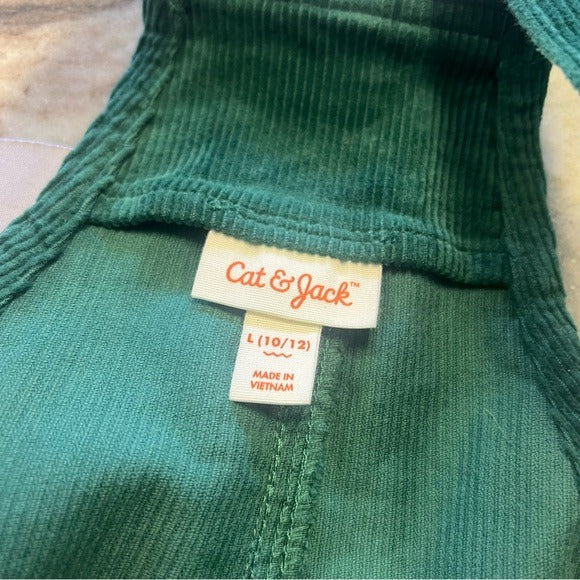 Cat & Jack™
L (10/12)
MADE IN
VIETNAM